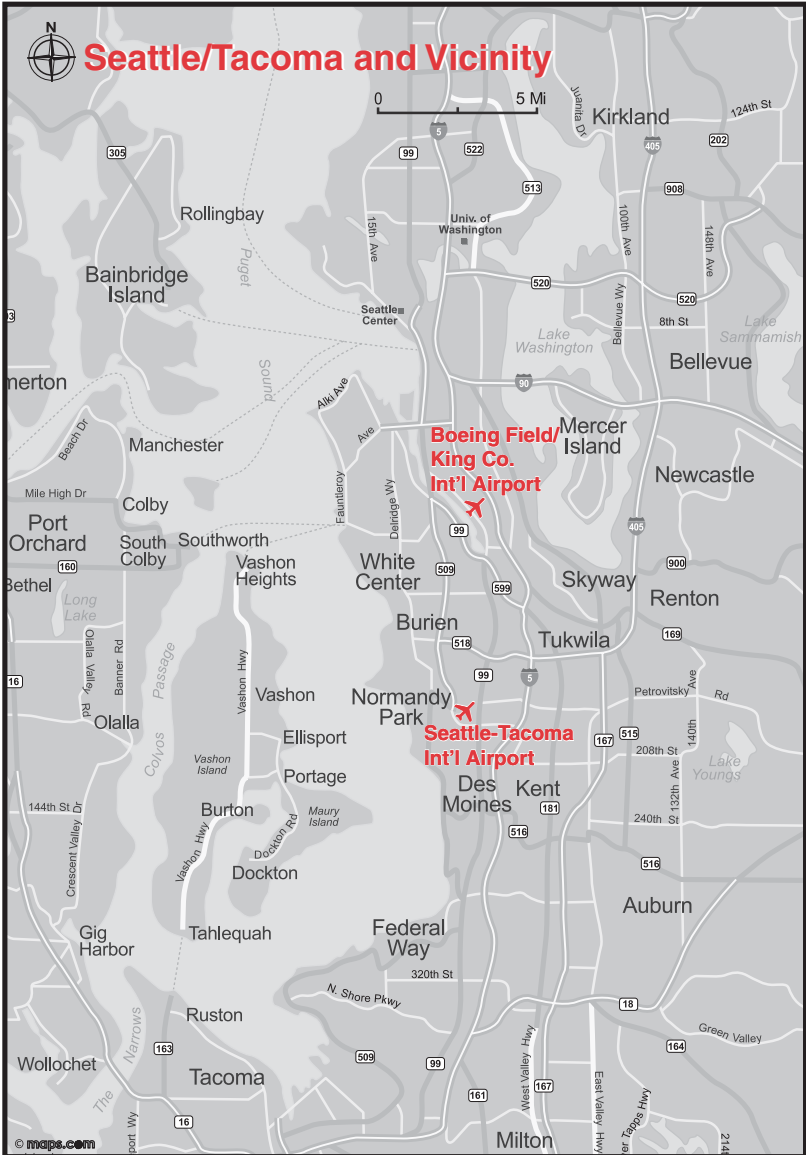 N
Seattle/Tacoma and Vicinity
0 5 Mi
Juanita Dr
Kirkland
124th St
5
99
522
405
202
305
513
908
Rollingbay
15th Ave
Univ. of
Washington
100th Ave
148th Ave
Puget
Bainbridge
Island
520
520
Seattle
Center
Bellevue Wy
8th St
Lake
Washington
Lake
Sammamish
Bellevue
Sound
merton
90
Alki Ave
Beach Dr
Ave
Manchester
Boeing Field/
King Co.
Int'l Airport
Mercer
Island
Newcastle
Mile High Dr
Colby
Fauntleroy
Delridge Wy
Port
Orchard
South
Colby
Southworth
99
405
160
Vashon
Heights
White
Center
509
599
Skyway
900
Bethel
Long
Lake
Renton
Burien
518
Tukwila
169
Olalla Valley Rd
Banner Rd
Colvos Passage
Vashon Hwy
16
Vashon
Normandy
Park
99
5
Petrovitsky Rd
140th Ave
Olalla
Ellisport
Seattle-Tacoma
Int'l Airport
167
515
208th St
Vashon
Island
Portage
Lake
Youngs
Des
Moines
Kent
132th Ave
144th St
Crescent Valley Dr
Burton
Maury
Island
181
240th St
Vashon Hwy
Dockton Rd
516
516
Dockton
Auburn
Gig
Harbor
Tahlequah
Federal
Way
320th St
N. Shore Pkwy
18
Ruston
The Narrows
163
Green Valley
164
Wollochet
509
99
West Valley Hwy
Tacoma
161
167
East Valley Hwy
er Tapps Hwy
16
port Wy
Milton
214t
© maps.com